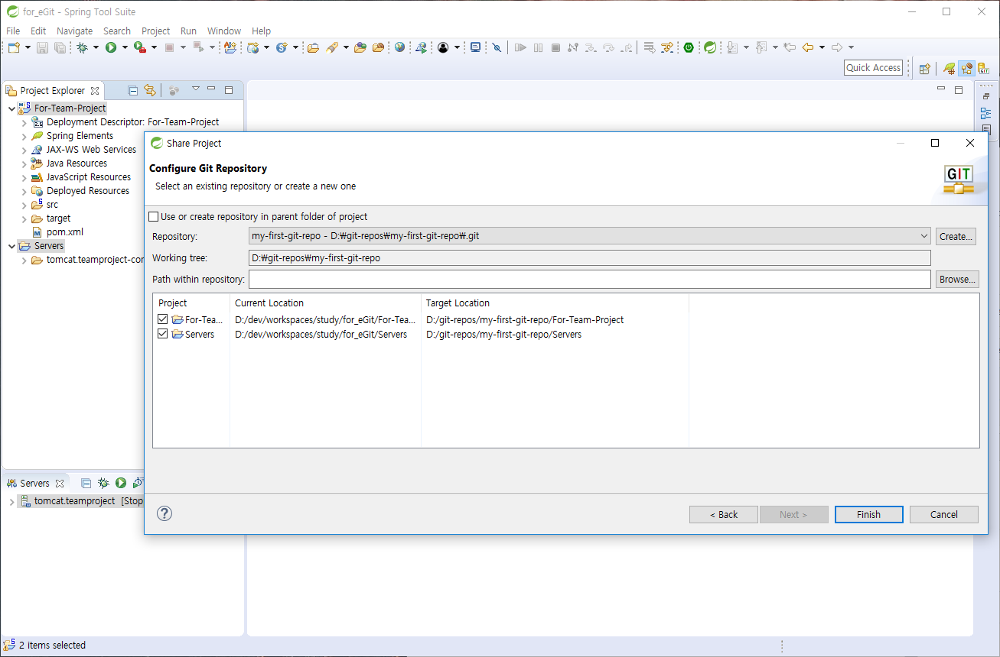 for_eGit - Spring Tool Suite
File Edit Navigate Search Project Run Window Help
Quick Access
Project Explorer
For-Team-Project
Deployment Descriptor: For-Team-Project
Spring Elements
JAX-WS Web Services
Java Resources
JavaScript Resources
Deployed Resources
src
target
pom.xml
Servers
tomcat.teamproject-cor
Share Project
Configure Git Repository
Select an existing repository or create a new one
GIT
Use or create repository in parent folder of project
Repository: my-first-git-repo - D:₩git-repos₩my-first-git-repo₩.git Create...
Working tree: D:₩git-repos₩my-first-git-repo
Path within repository: Browse...
Project Current Location Target Location
For-Tea... D:/dev/workspaces/study/for_eGit/For-Tea... D:/git-repos/my-first-git-repo/For-Team-Project
Servers D:/dev/workspaces/study/for_eGit/Servers D:/git-repos/my-first-git-repo/Servers
< Back Next > Finish Cancel
Servers
tomcat.teamproject [Stop
2 items selected